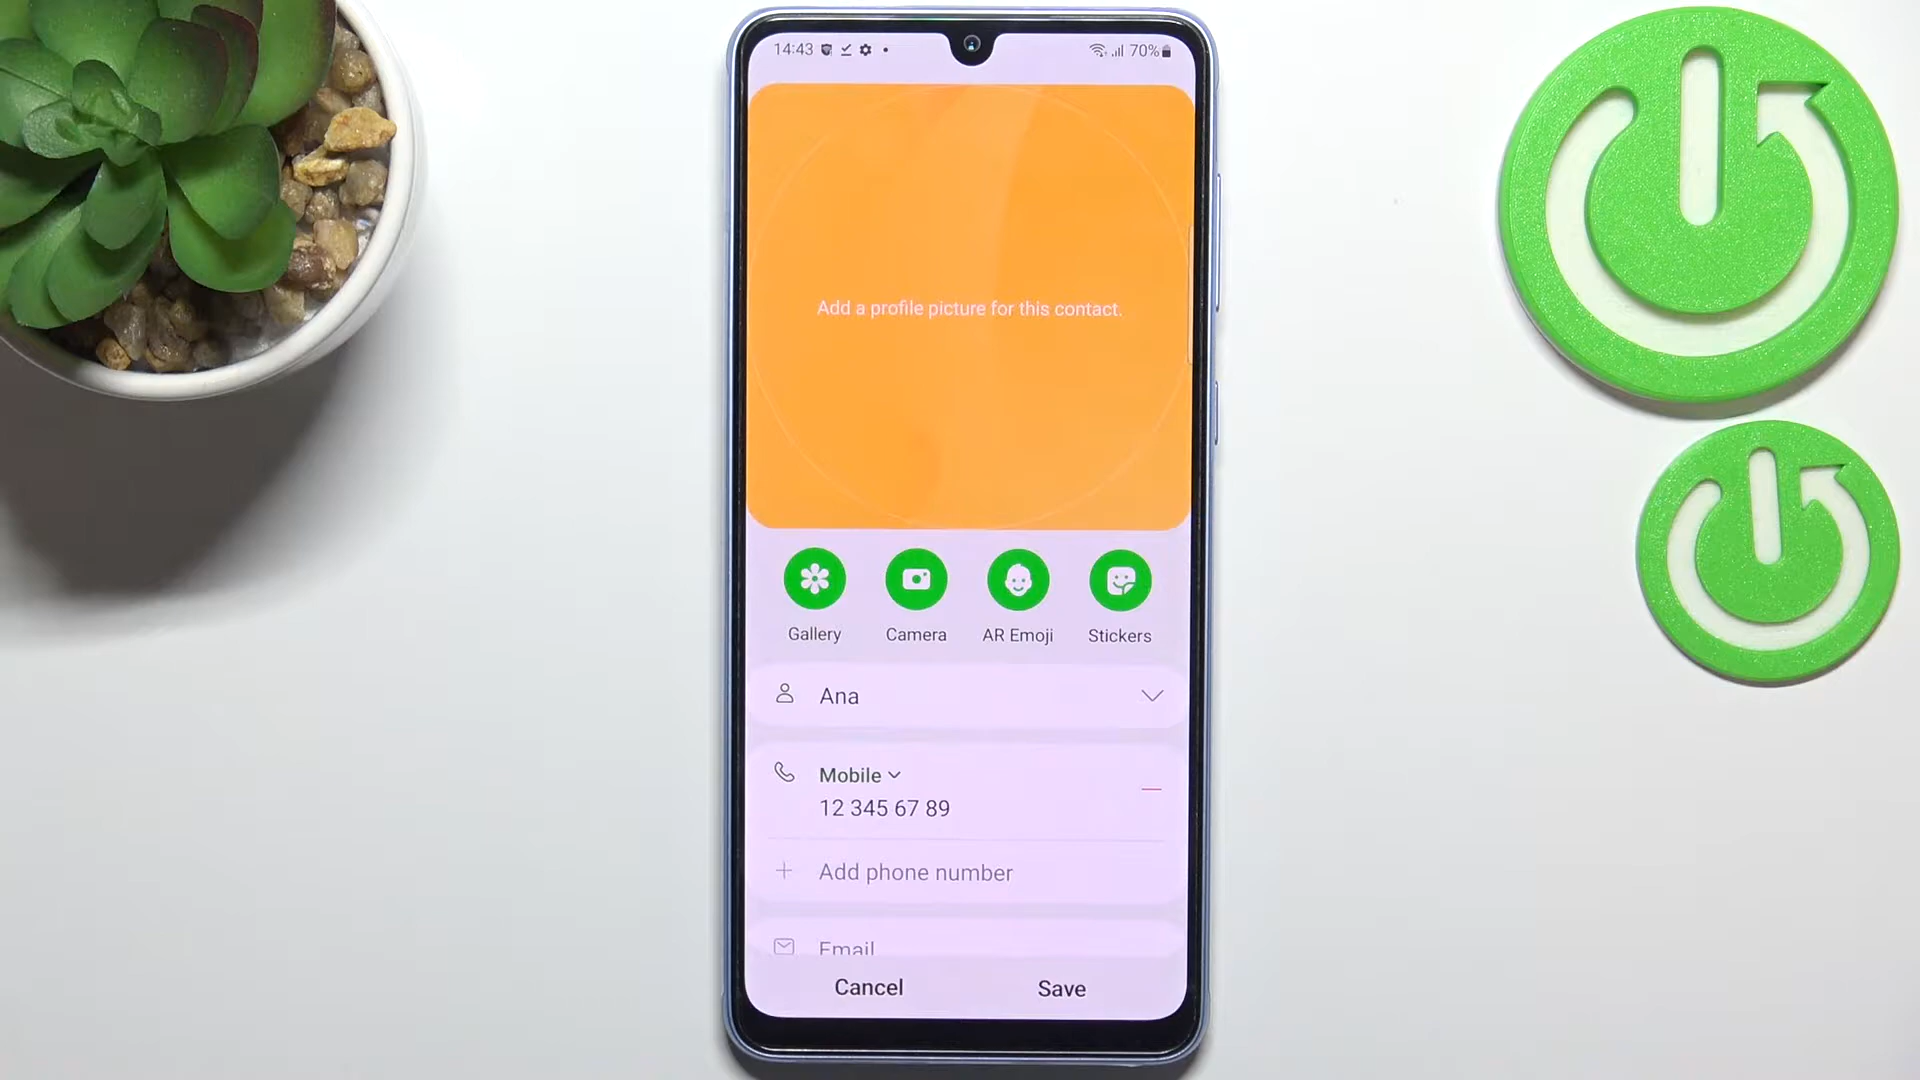 14:43 70%
Add a profile picture for this contact.
Gallery Camera AR Emoji Stickers
Ana
Mobile
12 345 67 89
Add phone number
Email
Cancel Save